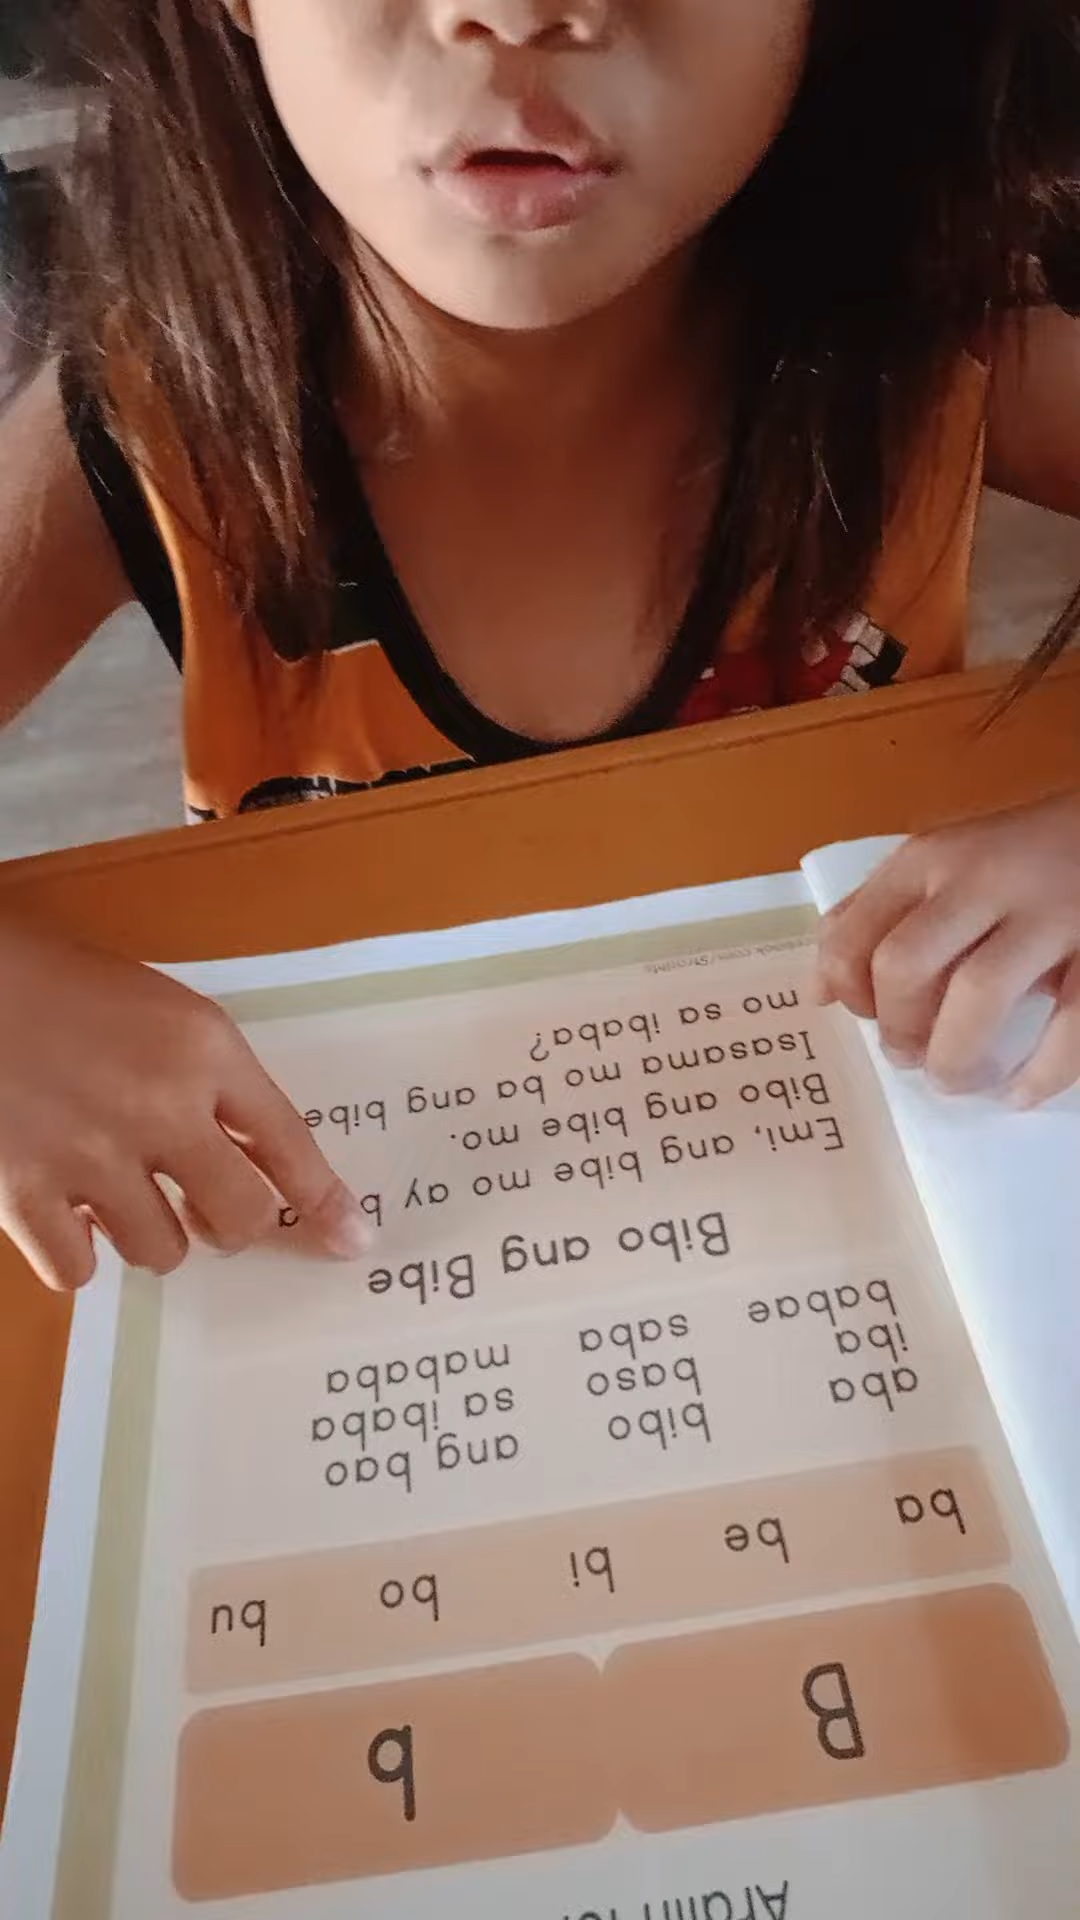 Aralin
B b
ba be bi bo bu
aba bibo ang bao
iba baso sa ibaba
babae saba mababa
Bibo ang Bibe
Emi, ang bibe mo ay
Bibo ang bibe mo.
Isasama mo ba ang bibe
mo sa ibaba?